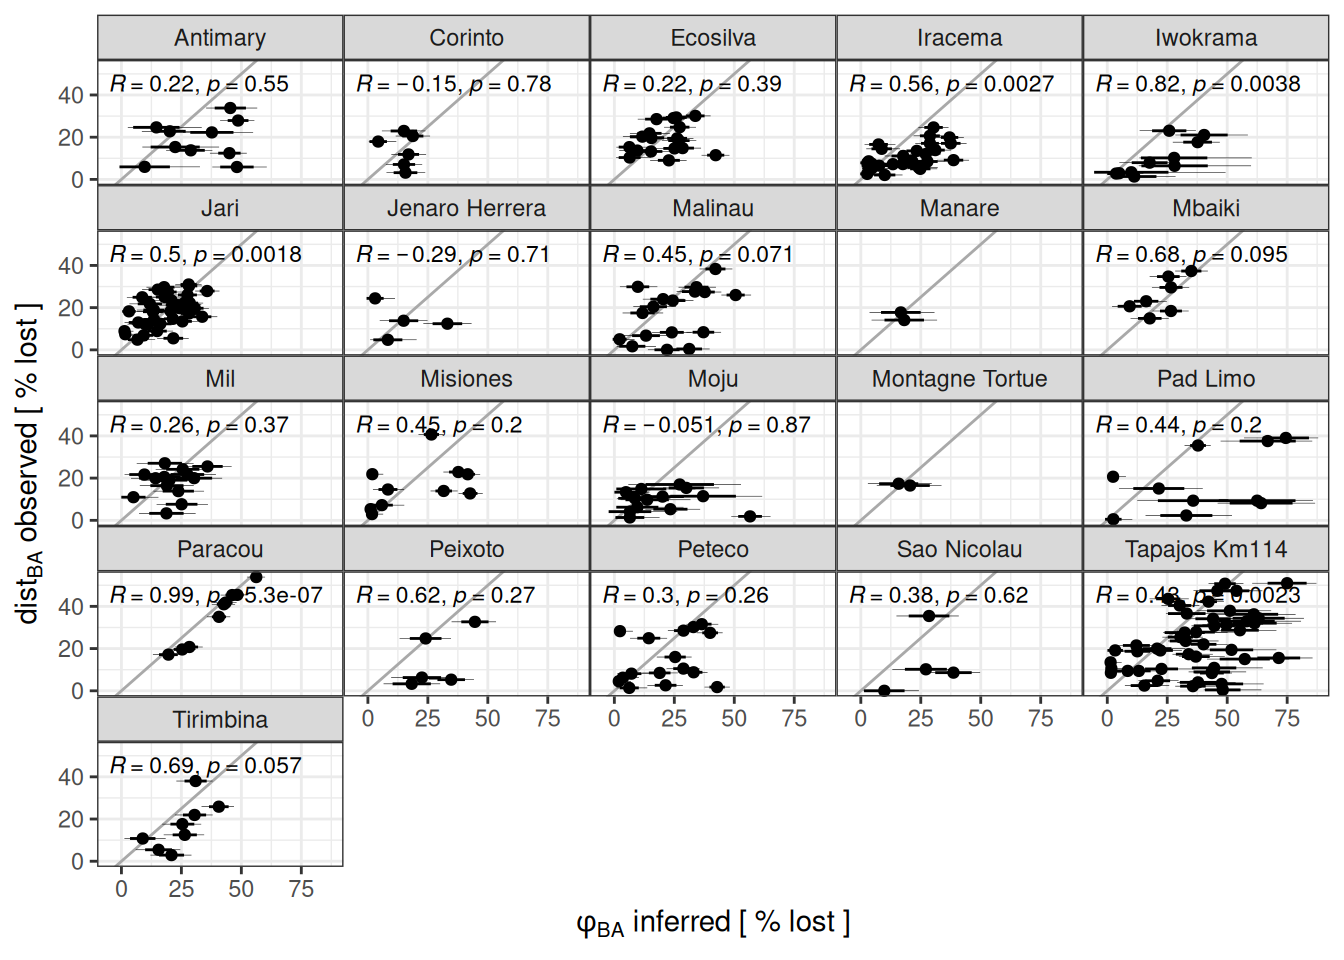 Antimary Corinto Ecosilva Iracema Iwokrama
R = 0.22, p = 0.55 R = −0.15, p = 0.78 R = 0.22, p = 0.39 R = 0.56, p = 0.0027 R = 0.82, p = 0.0038
40
20
0
Jari Jenaro Herrera Malinau Manare Mbaiki
R = 0.5, p = 0.0018 R = −0.29, p = 0.71 R = 0.45, p = 0.071 R = 0.68, p = 0.095
40
20
0
Mil Misiones Moju Montagne Tortue Pad Limo
R = 0.26, p = 0.37 R = 0.45, p = 0.2 R = −0.051, p = 0.87 R = 0.44, p = 0.2
40
20
0
Paracou Peixoto Peteco Sao Nicolau Tapajos Km114
R = 0.99, p = 5.3e-07 R = 0.62, p = 0.27 R = 0.3, p = 0.26 R = 0.38, p = 0.62 R = 0.43, p = 0.0023
40
20
0
0 25 50 75 0 25 50 75 0 25 50 75 0 25 50 75
Tirimbina
R = 0.69, p = 0.057
40
20
0
0 25 50 75
distBA observed [ % lost ]
φBA inferred [ % lost ]